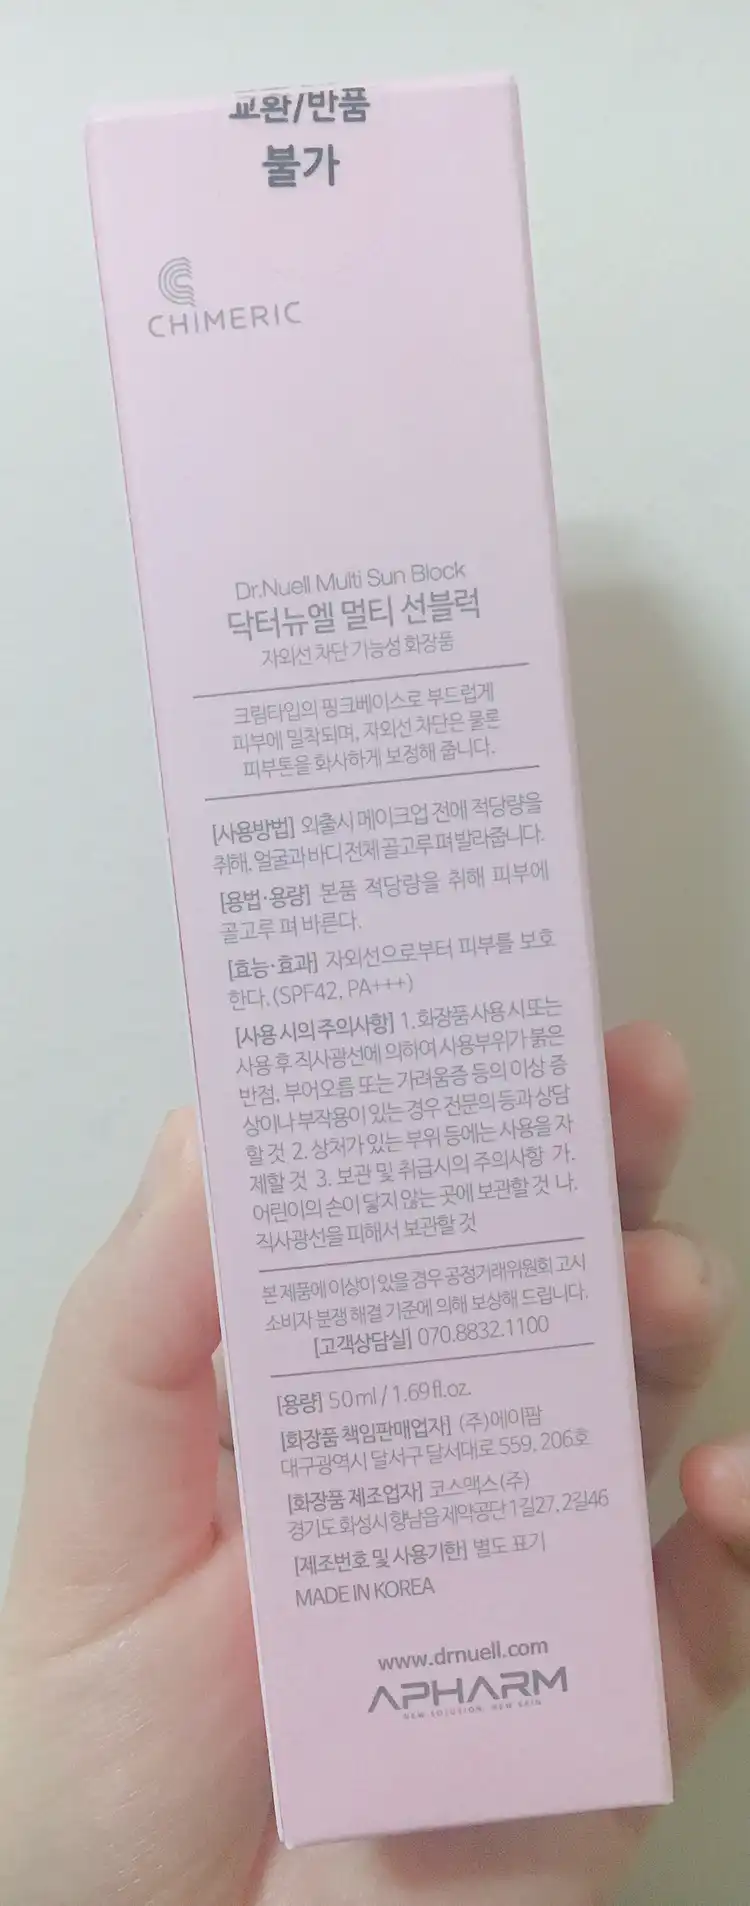 교환/반품
불가
CHIMERIC
Dr.Nuell Multi Sun Block
닥터뉴엘 멀티 선블럭
자외선 차단 기능성 화장품
크림타입의 핑크베이스로 부드럽게
피부에 밀착되며, 자외선 차단은 물론
피부톤을 화사하게 보정해 줍니다.
[사용방법] 외출시 메이크업 전에 적당량을
취해, 얼굴과 바디 전체 골고루 펴 발라줍니다.
[용법·용량] 본품 적당량을 취해 피부에
골고루 펴 바른다.
[효능·효과] 자외선으로부터 피부를 보호
한다. (SPF42, PA+++)
[사용 시의 주의사항] 1. 화장품 사용 시 또는
사용 후 직사광선에 의하여 사용부위가 붉은
반점, 부어오름 또는 가려움증 등의 이상 증
상이나 부작용이 있는 경우 전문의 등과 상담
할 것 2. 상처가 있는 부위 등에는 사용을 자
제할 것 3. 보관 및 취급시의 주의사항 가.
어린이의 손이 닿지 않는 곳에 보관할 것 나.
직사광선을 피해서 보관할 것
본 제품에 이상이 있을 경우 공정거래위원회 고시
소비자 분쟁 해결 기준에 의해 보상해 드립니다.
[고객상담실] 070.8832.1100
[용량] 50ml / 1.69fl.oz.
[화장품 책임판매업자] (주)에이팜
대구광역시 달서구 달서대로 559, 206호
[화장품 제조업자] 코스맥스(주)
경기도 화성시 향남읍 제약공단 1길27, 2길46
[제조번호 및 사용기한] 별도 표기
MADE IN KOREA
www.drnuell.com
APHARM
NEW SOLUTION, NEW SKIN